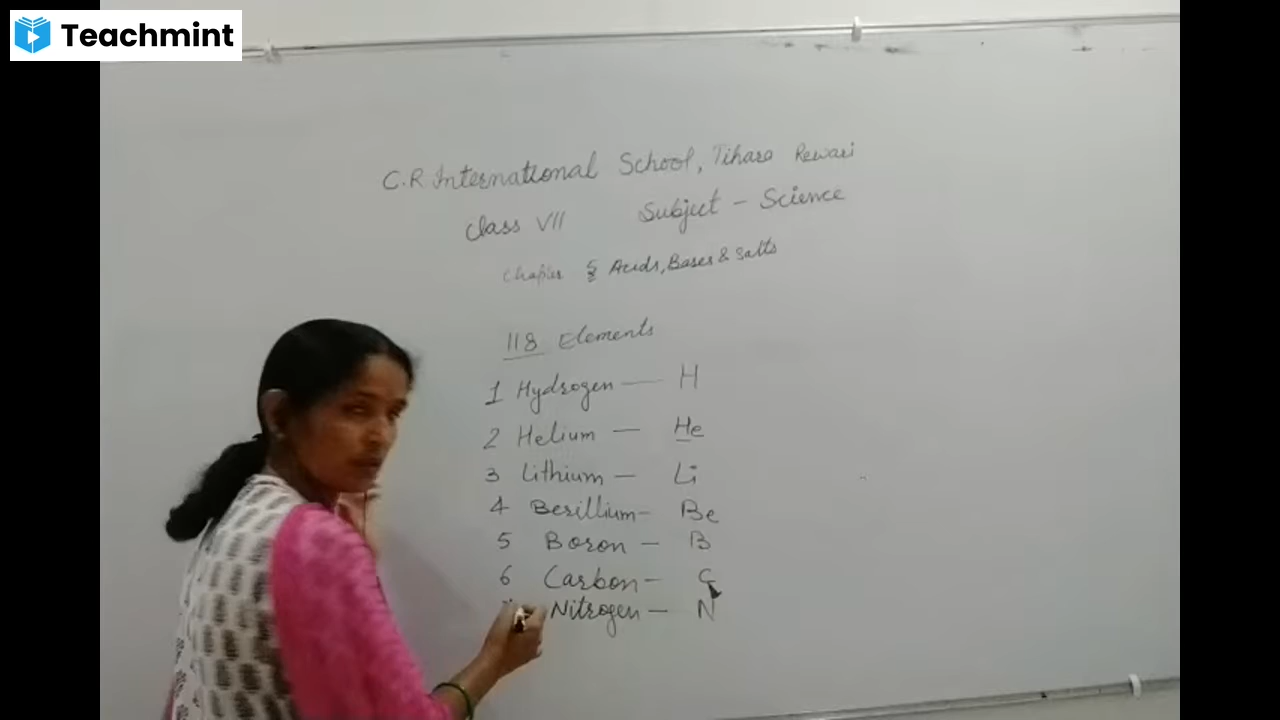 Teachmint
C.R International School, Tihara Rewari
Class VII Subject - Science
Chapter 5 Acids, Bases & Salts
118 Elements
1 Hydrogen — H
2 Helium — He
3 Lithium — Li
4 Berillium - Be
5 Boron - B
6 Carbon - C
Nitrogen - N